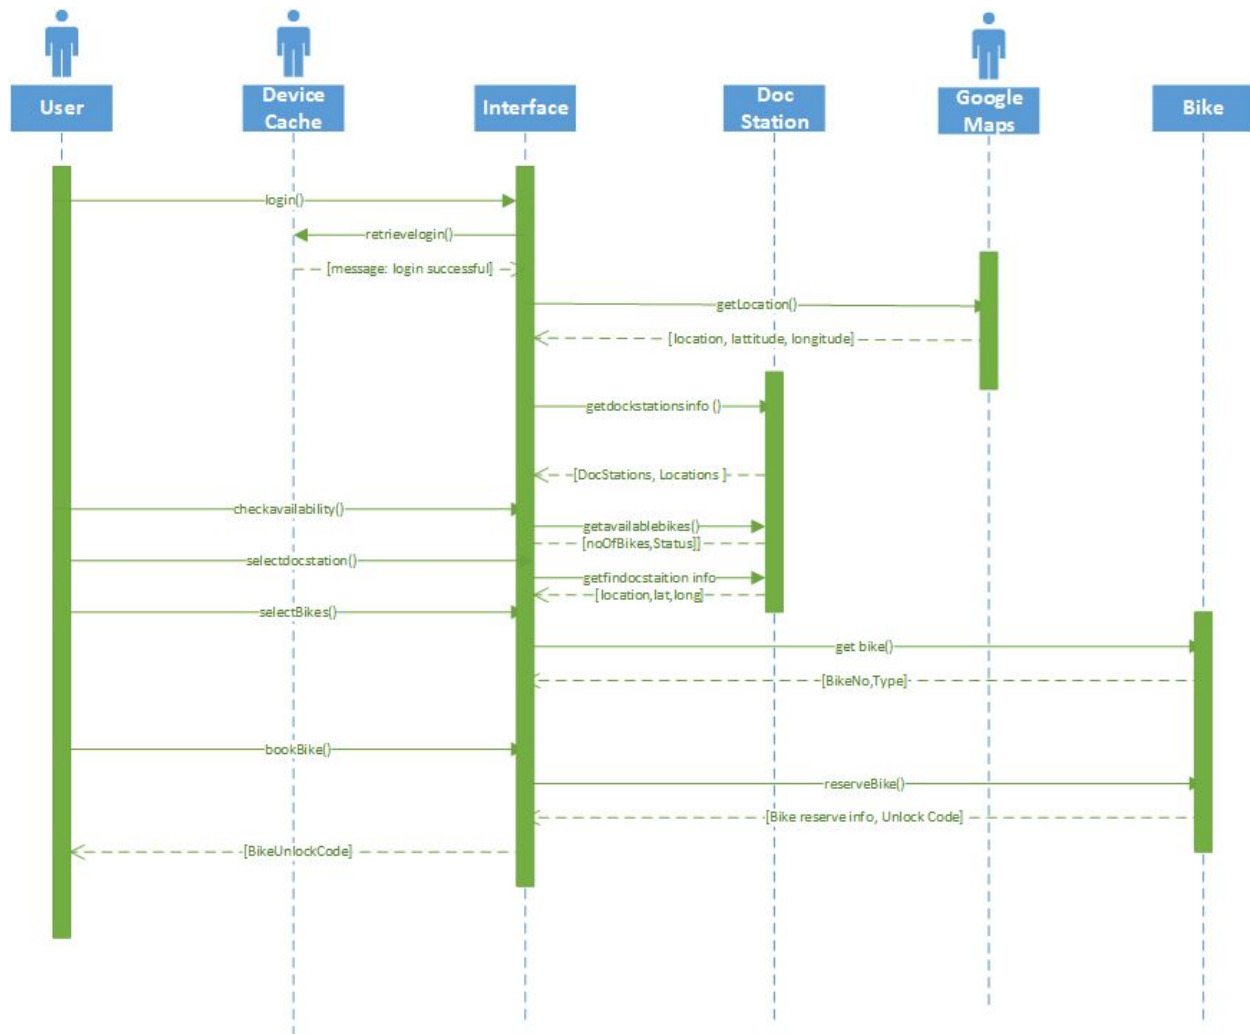 User
Device
Cache
Interface
Doc
Station
Google
Maps
Bike
login()
retrievelogin()
[message: login successful]
getLocation()
[location, lattitude, longitude]
getdockstationsinfo ()
[DocStations, Locations ]
checkavailability()
getavailablebikes()
[noOfBikes,Status]]
selectdocstation()
getfindocstaition info
[location,lat,long]
selectBikes()
get bike()
[BikeNo,Type]
bookBike()
reserveBike()
[Bike reserve info, Unlock Code]
[BikeUnlockCode]